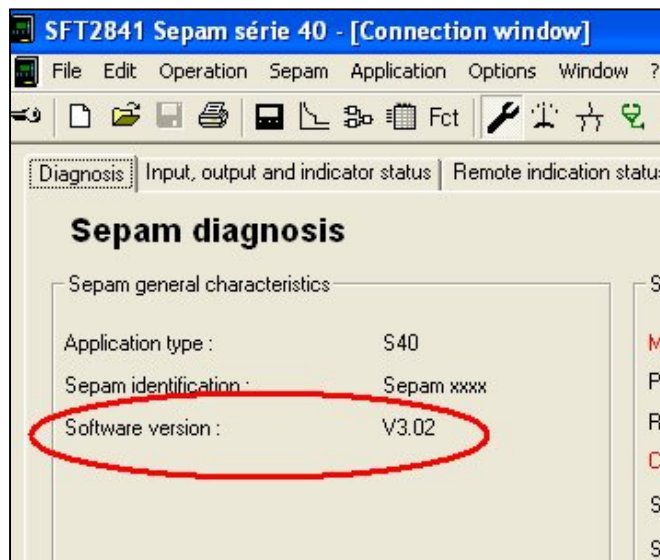 SFT2841 Sepam série 40 - [Connection window]
File Edit Operation Sepam Application Options Window ?
Fct
Diagnosis Input, output and indicator status Remote indication status
Sepam diagnosis
Sepam general characteristics
Application type : S40
Sepam identification : Sepam xxxx
Software version : V3.02